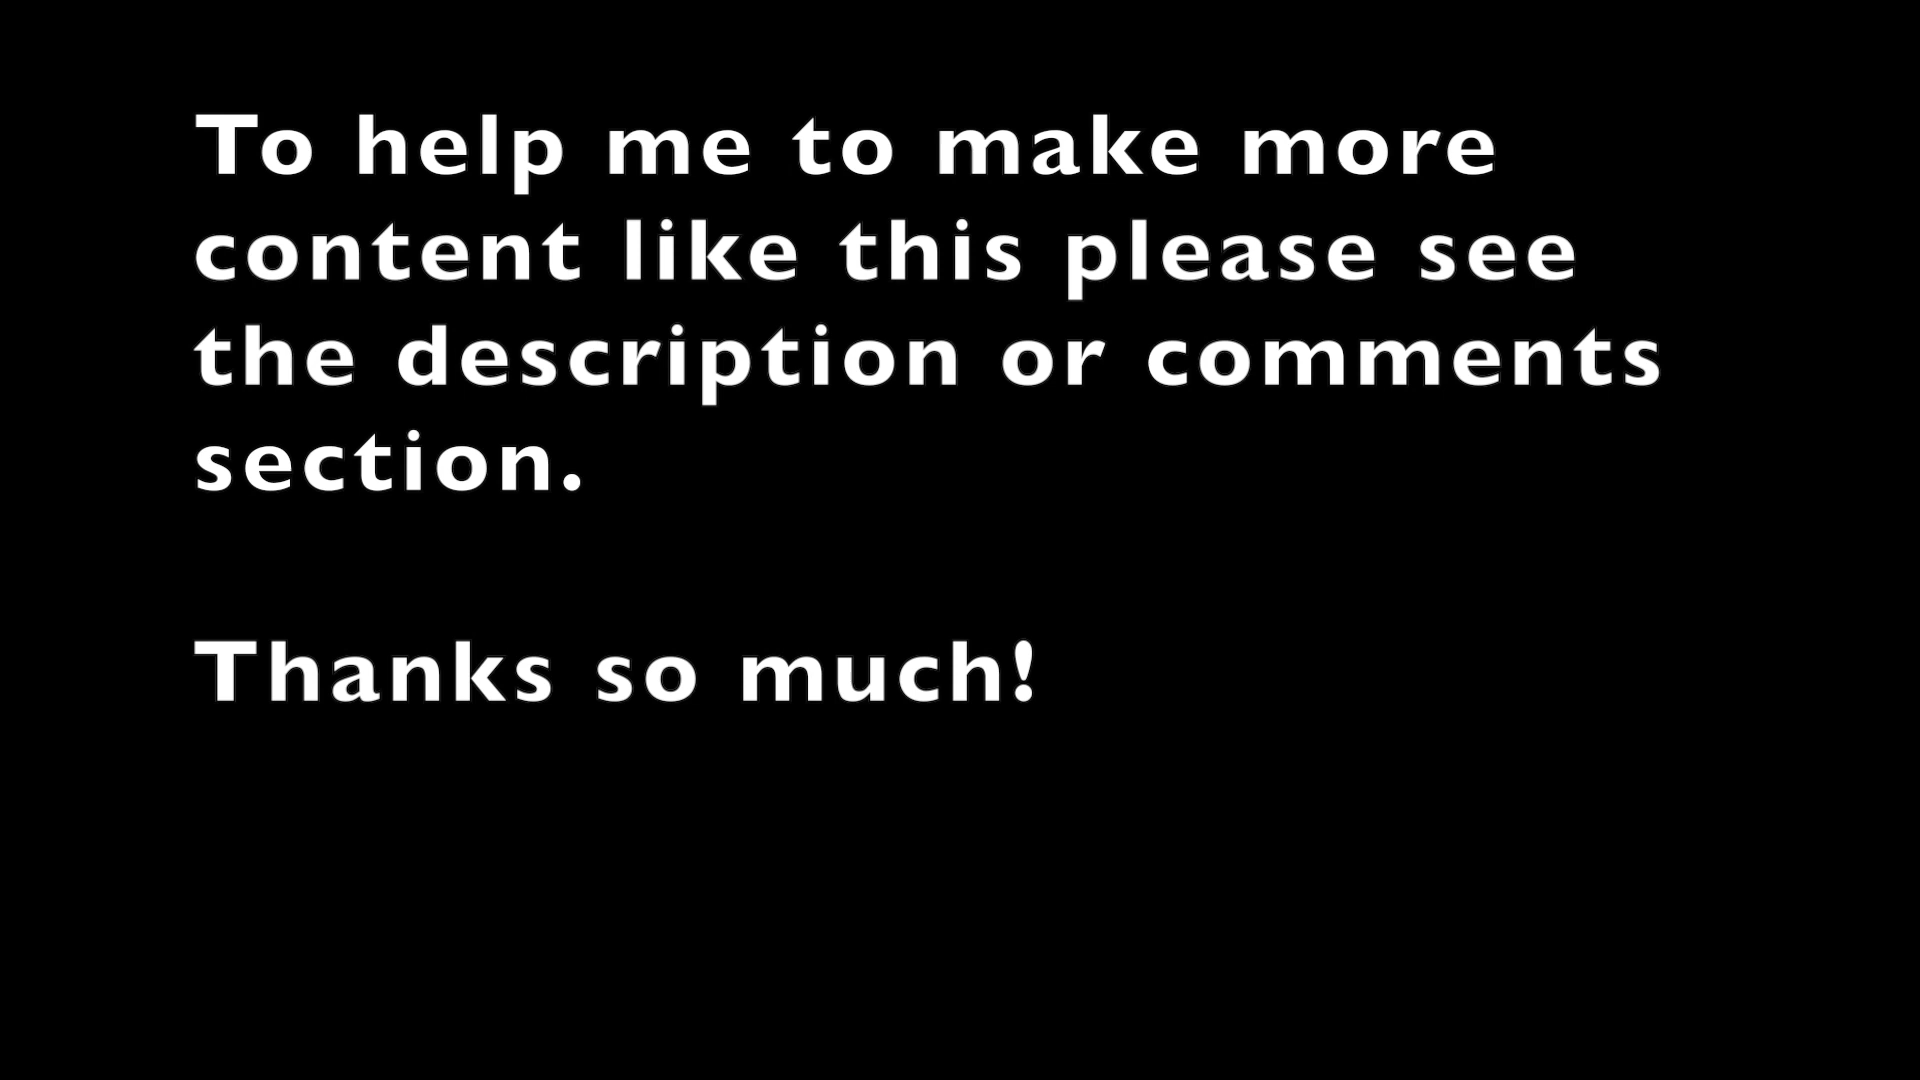 To help me to make more
content like this please see
the description or comments
section.
Thanks so much!